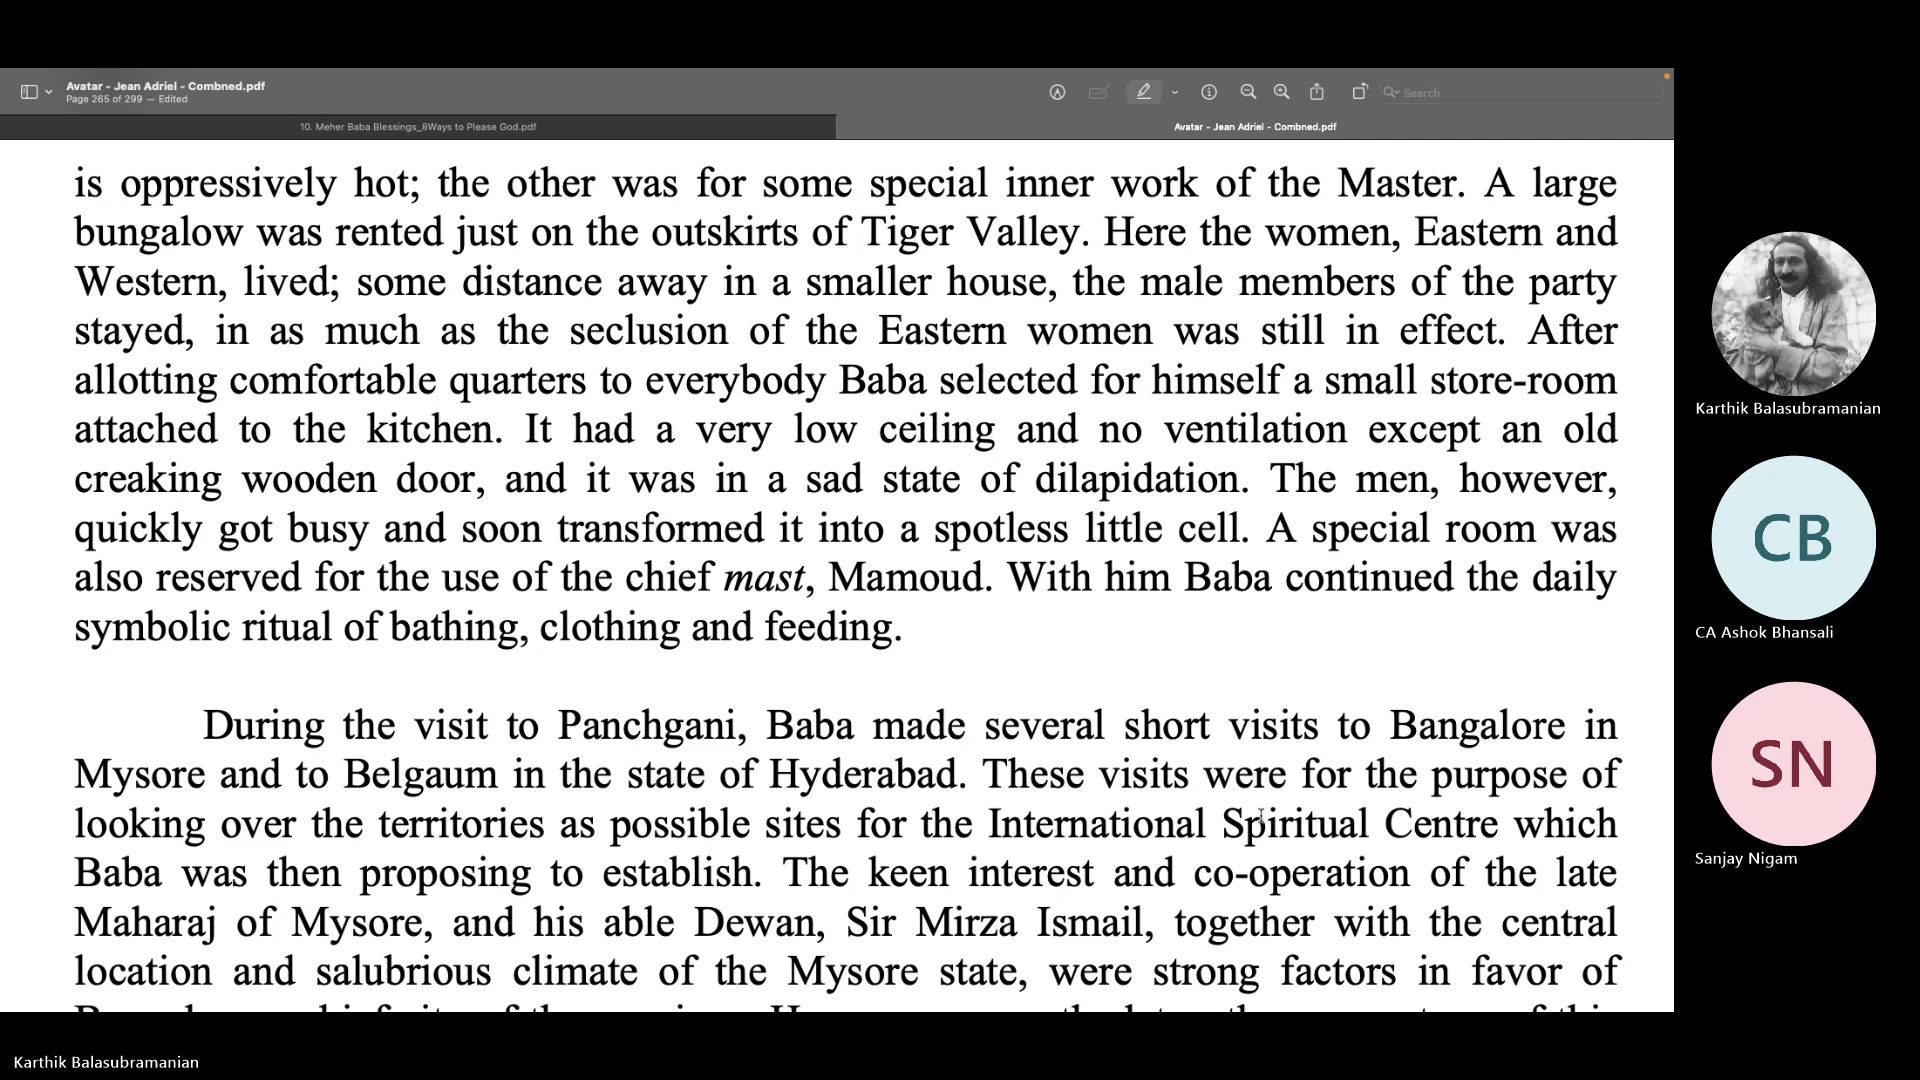 Avatar - Jean Adriel - Combned.pdf
Page 265 of 299 — Edited
Search
10. Meher Baba Blessings_8Ways to Please God.pdf
Avatar - Jean Adriel - Combned.pdf
is oppressively hot; the other was for some special inner work of the Master. A large
bungalow was rented just on the outskirts of Tiger Valley. Here the women, Eastern and
Western, lived; some distance away in a smaller house, the male members of the party
stayed, in as much as the seclusion of the Eastern women was still in effect. After
allotting comfortable quarters to everybody Baba selected for himself a small store-room
attached to the kitchen. It had a very low ceiling and no ventilation except an old
creaking wooden door, and it was in a sad state of dilapidation. The men, however,
quickly got busy and soon transformed it into a spotless little cell. A special room was
also reserved for the use of the chief mast, Mamoud. With him Baba continued the daily
symbolic ritual of bathing, clothing and feeding.
During the visit to Panchgani, Baba made several short visits to Bangalore in
Mysore and to Belgaum in the state of Hyderabad. These visits were for the purpose of
looking over the territories as possible sites for the International Spiritual Centre which
Baba was then proposing to establish. The keen interest and co-operation of the late
Maharaj of Mysore, and his able Dewan, Sir Mirza Ismail, together with the central
location and salubrious climate of the Mysore state, were strong factors in favor of
Karthik Balasubramanian
CB
CA Ashok Bhansali
SN
Sanjay Nigam
Karthik Balasubramanian